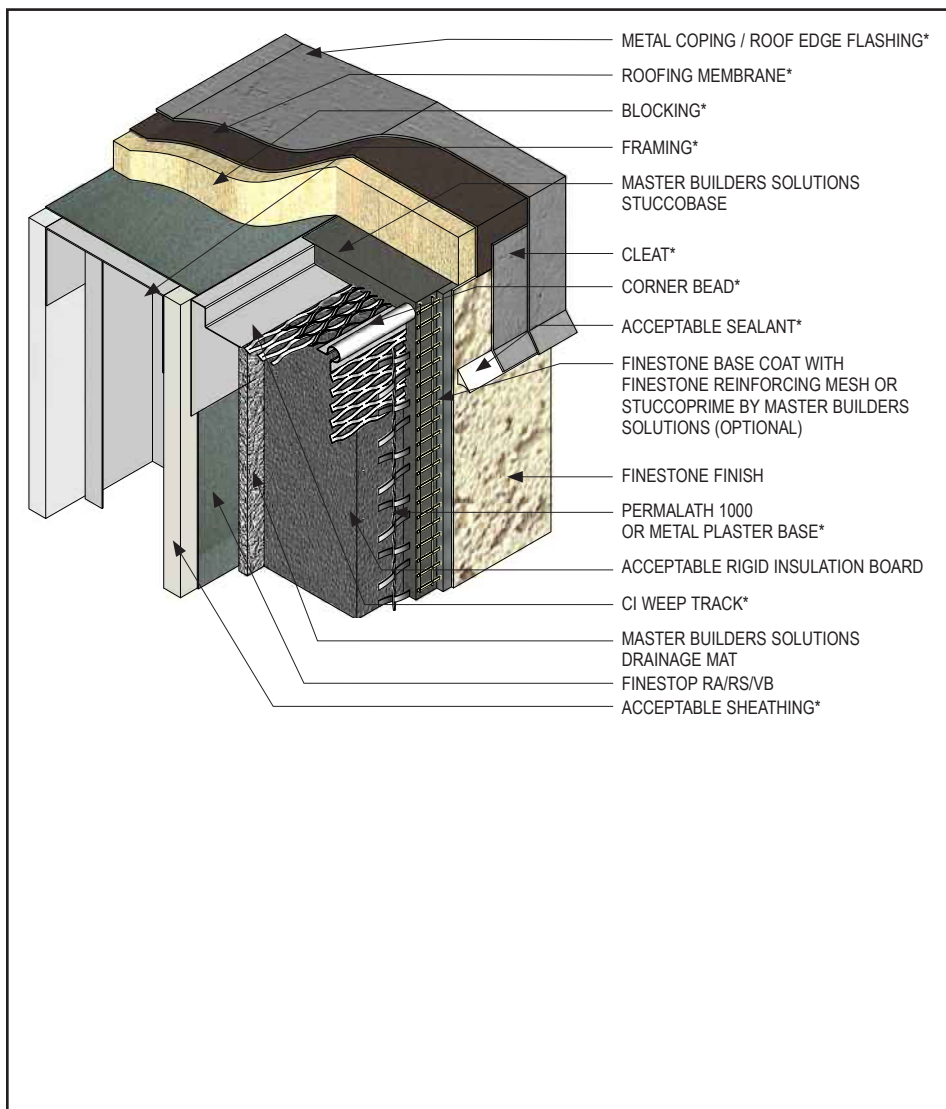 METAL COPING / ROOF EDGE FLASHING*
ROOFING MEMBRANE*
BLOCKING*
FRAMING*
MASTER BUILDERS SOLUTIONS
STUCCOBASE
CLEAT*
CORNER BEAD*
ACCEPTABLE SEALANT*
FINESTONE BASE COAT WITH
FINESTONE REINFORCING MESH OR
STUCCOPRIME BY MASTER BUILDERS
SOLUTIONS (OPTIONAL)
FINESTONE FINISH
PERMALATH 1000
OR METAL PLASTER BASE*
ACCEPTABLE RIGID INSULATION BOARD
CI WEEP TRACK*
MASTER BUILDERS SOLUTIONS
DRAINAGE MAT
FINESTOP RA/RS/VB
ACCEPTABLE SHEATHING*